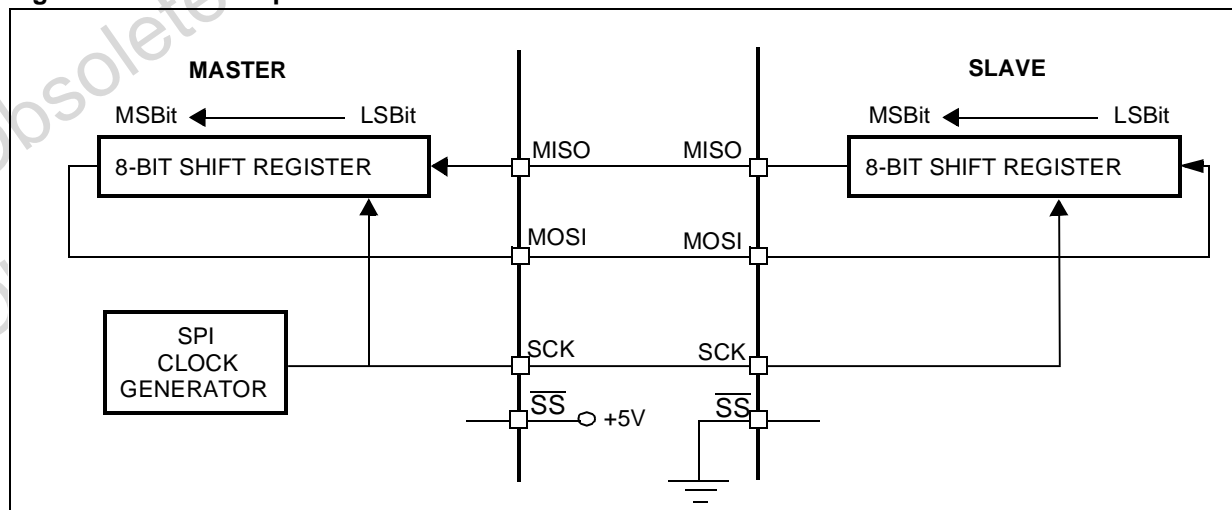 obsolete
MASTER
SLAVE
MSBit LSBit
MSBit LSBit
8-BIT SHIFT REGISTER
8-BIT SHIFT REGISTER
MISO MISO
MOSI MOSI
SPI
CLOCK
GENERATOR
SCK SCK
SS +5V
SS